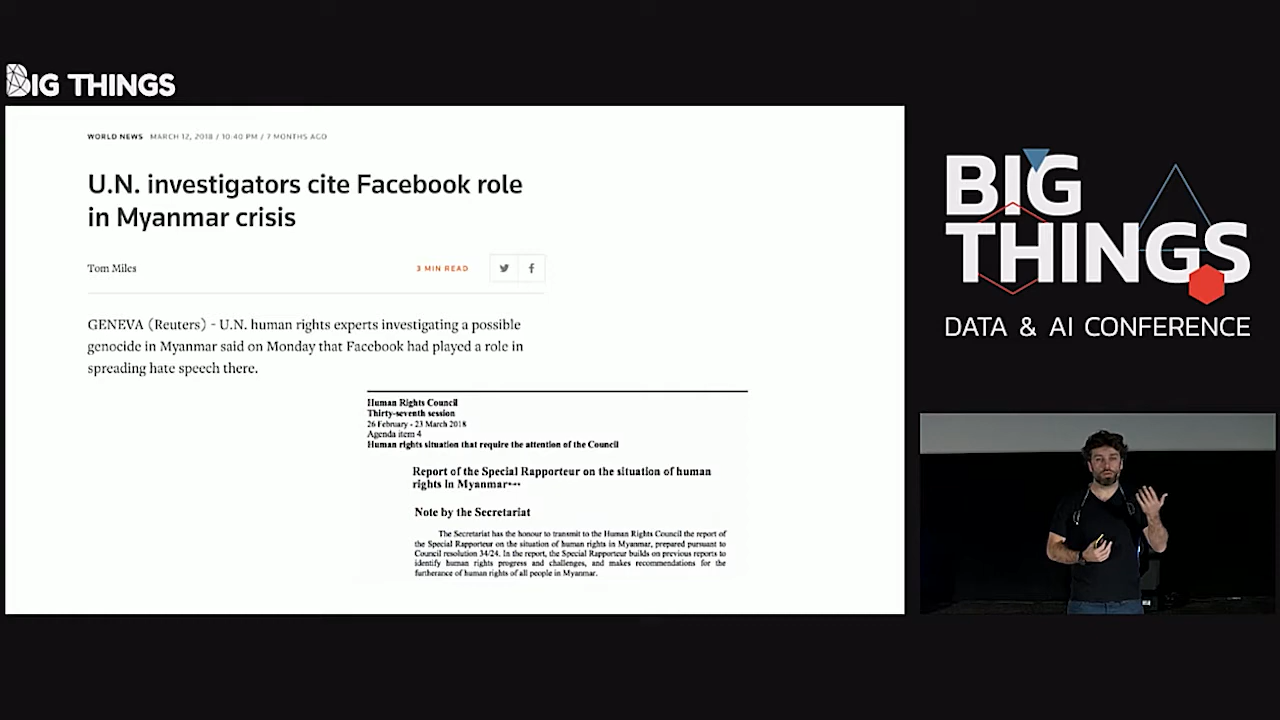 BIG THINGS
WORLD NEWS MARCH 12, 2018 / 10:40 PM / 7 MONTHS AGO
U.N. investigators cite Facebook role
in Myanmar crisis
Tom Miles
3 MIN READ
GENEVA (Reuters) - U.N. human rights experts investigating a possible
genocide in Myanmar said on Monday that Facebook had played a role in
spreading hate speech there.
Human Rights Council
Thirty-seventh session
26 February - 23 March 2018
Agenda item 4
Human rights situation that require the attention of the Council
Report of the Special Rapporteur on the situation of human
rights in Myanmar
Note by the Secretariat
The Secretariat has the honour to transmit to the Human Rights Council the report of
the Special Rapporteur on the situation of human rights in Myanmar, prepared pursuant to
Council resolution 34/24. In the report, the Special Rapporteur builds on previous reports to
identify human rights progress and challenges, and makes recommendations for the
furtherance of human rights of all people in Myanmar.
BIG
THINGS
DATA & AI CONFERENCE